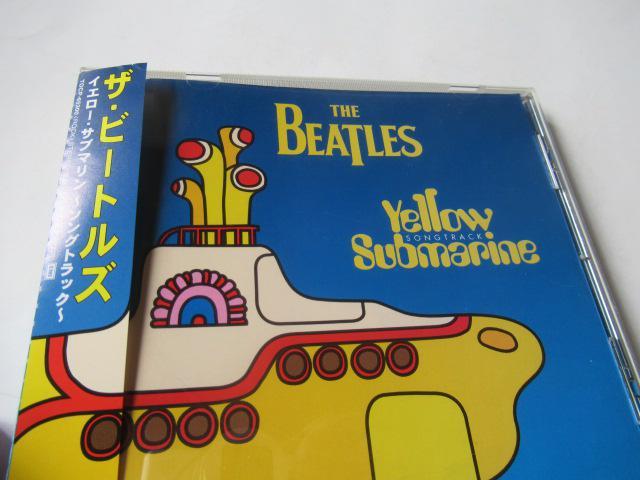 ザ・ビートルズ
イエロー・サブマリン ~ソングトラック~
THE
BEATLES
Yellow
SONGTRACK
Submarine